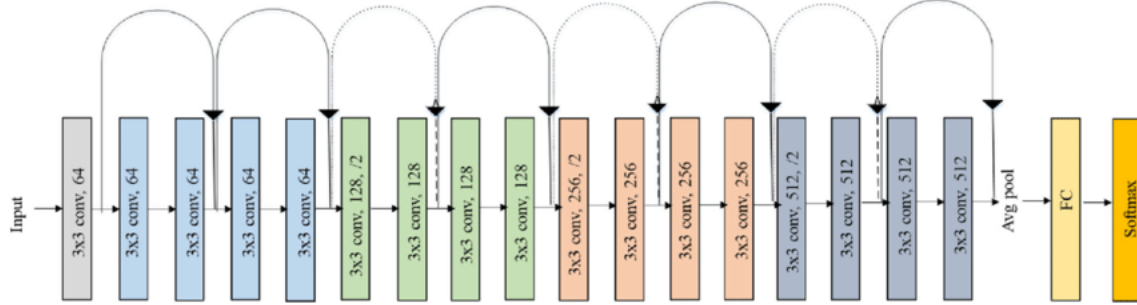 Input
3x3 conv, 64
3x3 conv, 64
3x3 conv, 64
3x3 conv, 64
3x3 conv, 64
3x3 conv, 128, /2
3x3 conv, 128
3x3 conv, 128
3x3 conv, 128
3x3 conv, 256, /2
3x3 conv, 256
3x3 conv, 256
3x3 conv, 256
3x3 conv, 512, /2
3x3 conv, 512
3x3 conv, 512
3x3 conv, 512
Avg pool
FC
Softmax